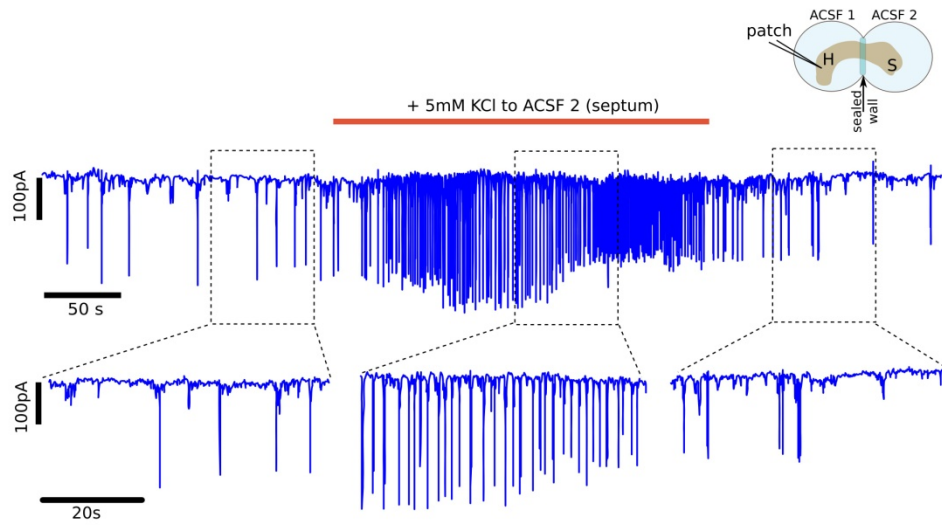 ACSF 1 ACSF 2
patch
H
S
sealed
wall
+ 5mM KCl to ACSF 2 (septum)
100pA
50 s
100pA
20s